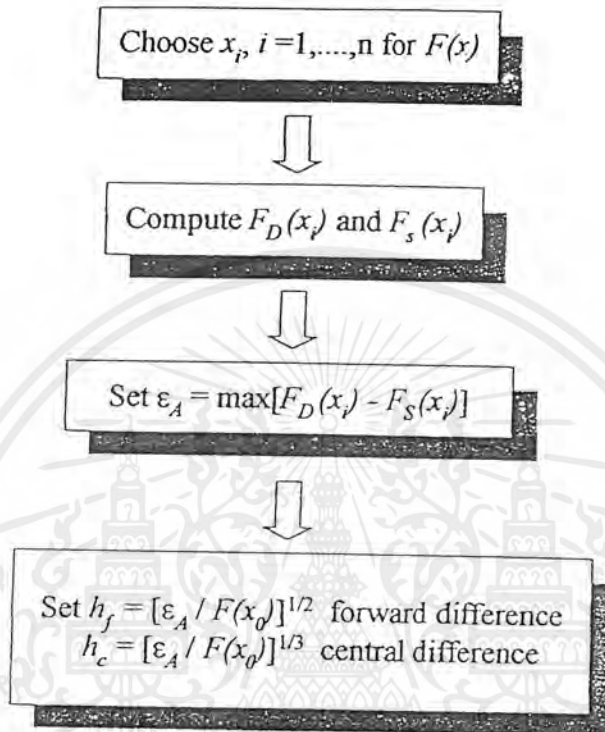 Choose x_i, i =1,....,n for F(x)
Compute F_D(x_i) and F_s(x_i)
Set ε_A = max[F_D(x_i) - F_S(x_i)]
Set h_f = [ε_A / F(x_0)]^{1/2} forward difference
h_c = [ε_A / F(x_0)]^{1/3} central difference